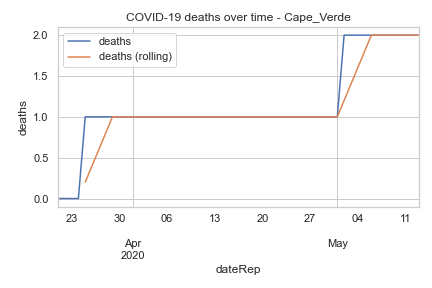 COVID-19 deaths over time - Cape_Verde
deaths
deaths (rolling)
2.0
1.5
1.0
0.5
0.0
deaths
23 30 06 13 20 27 04 11
Apr May
2020
dateRep